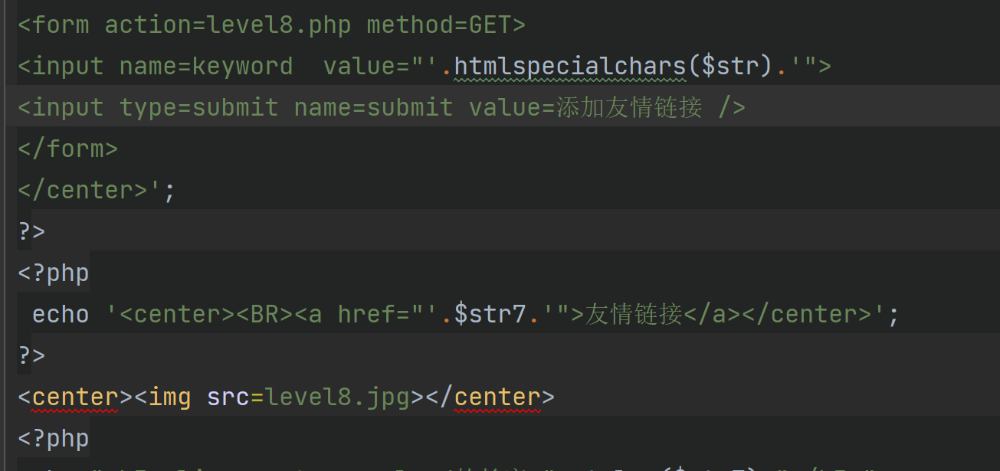 <form action=level8.php method=GET>
<input name=keyword  value="'.htmlspecialchars($str).'">
<input type=submit name=submit value=添加友情链接 />
</form>
</center>';
?>
<?php
 echo '<center><BR><a href="'.$str7.'">友情链接</a></center>';
?>
<center><img src=level8.jpg></center>
<?php